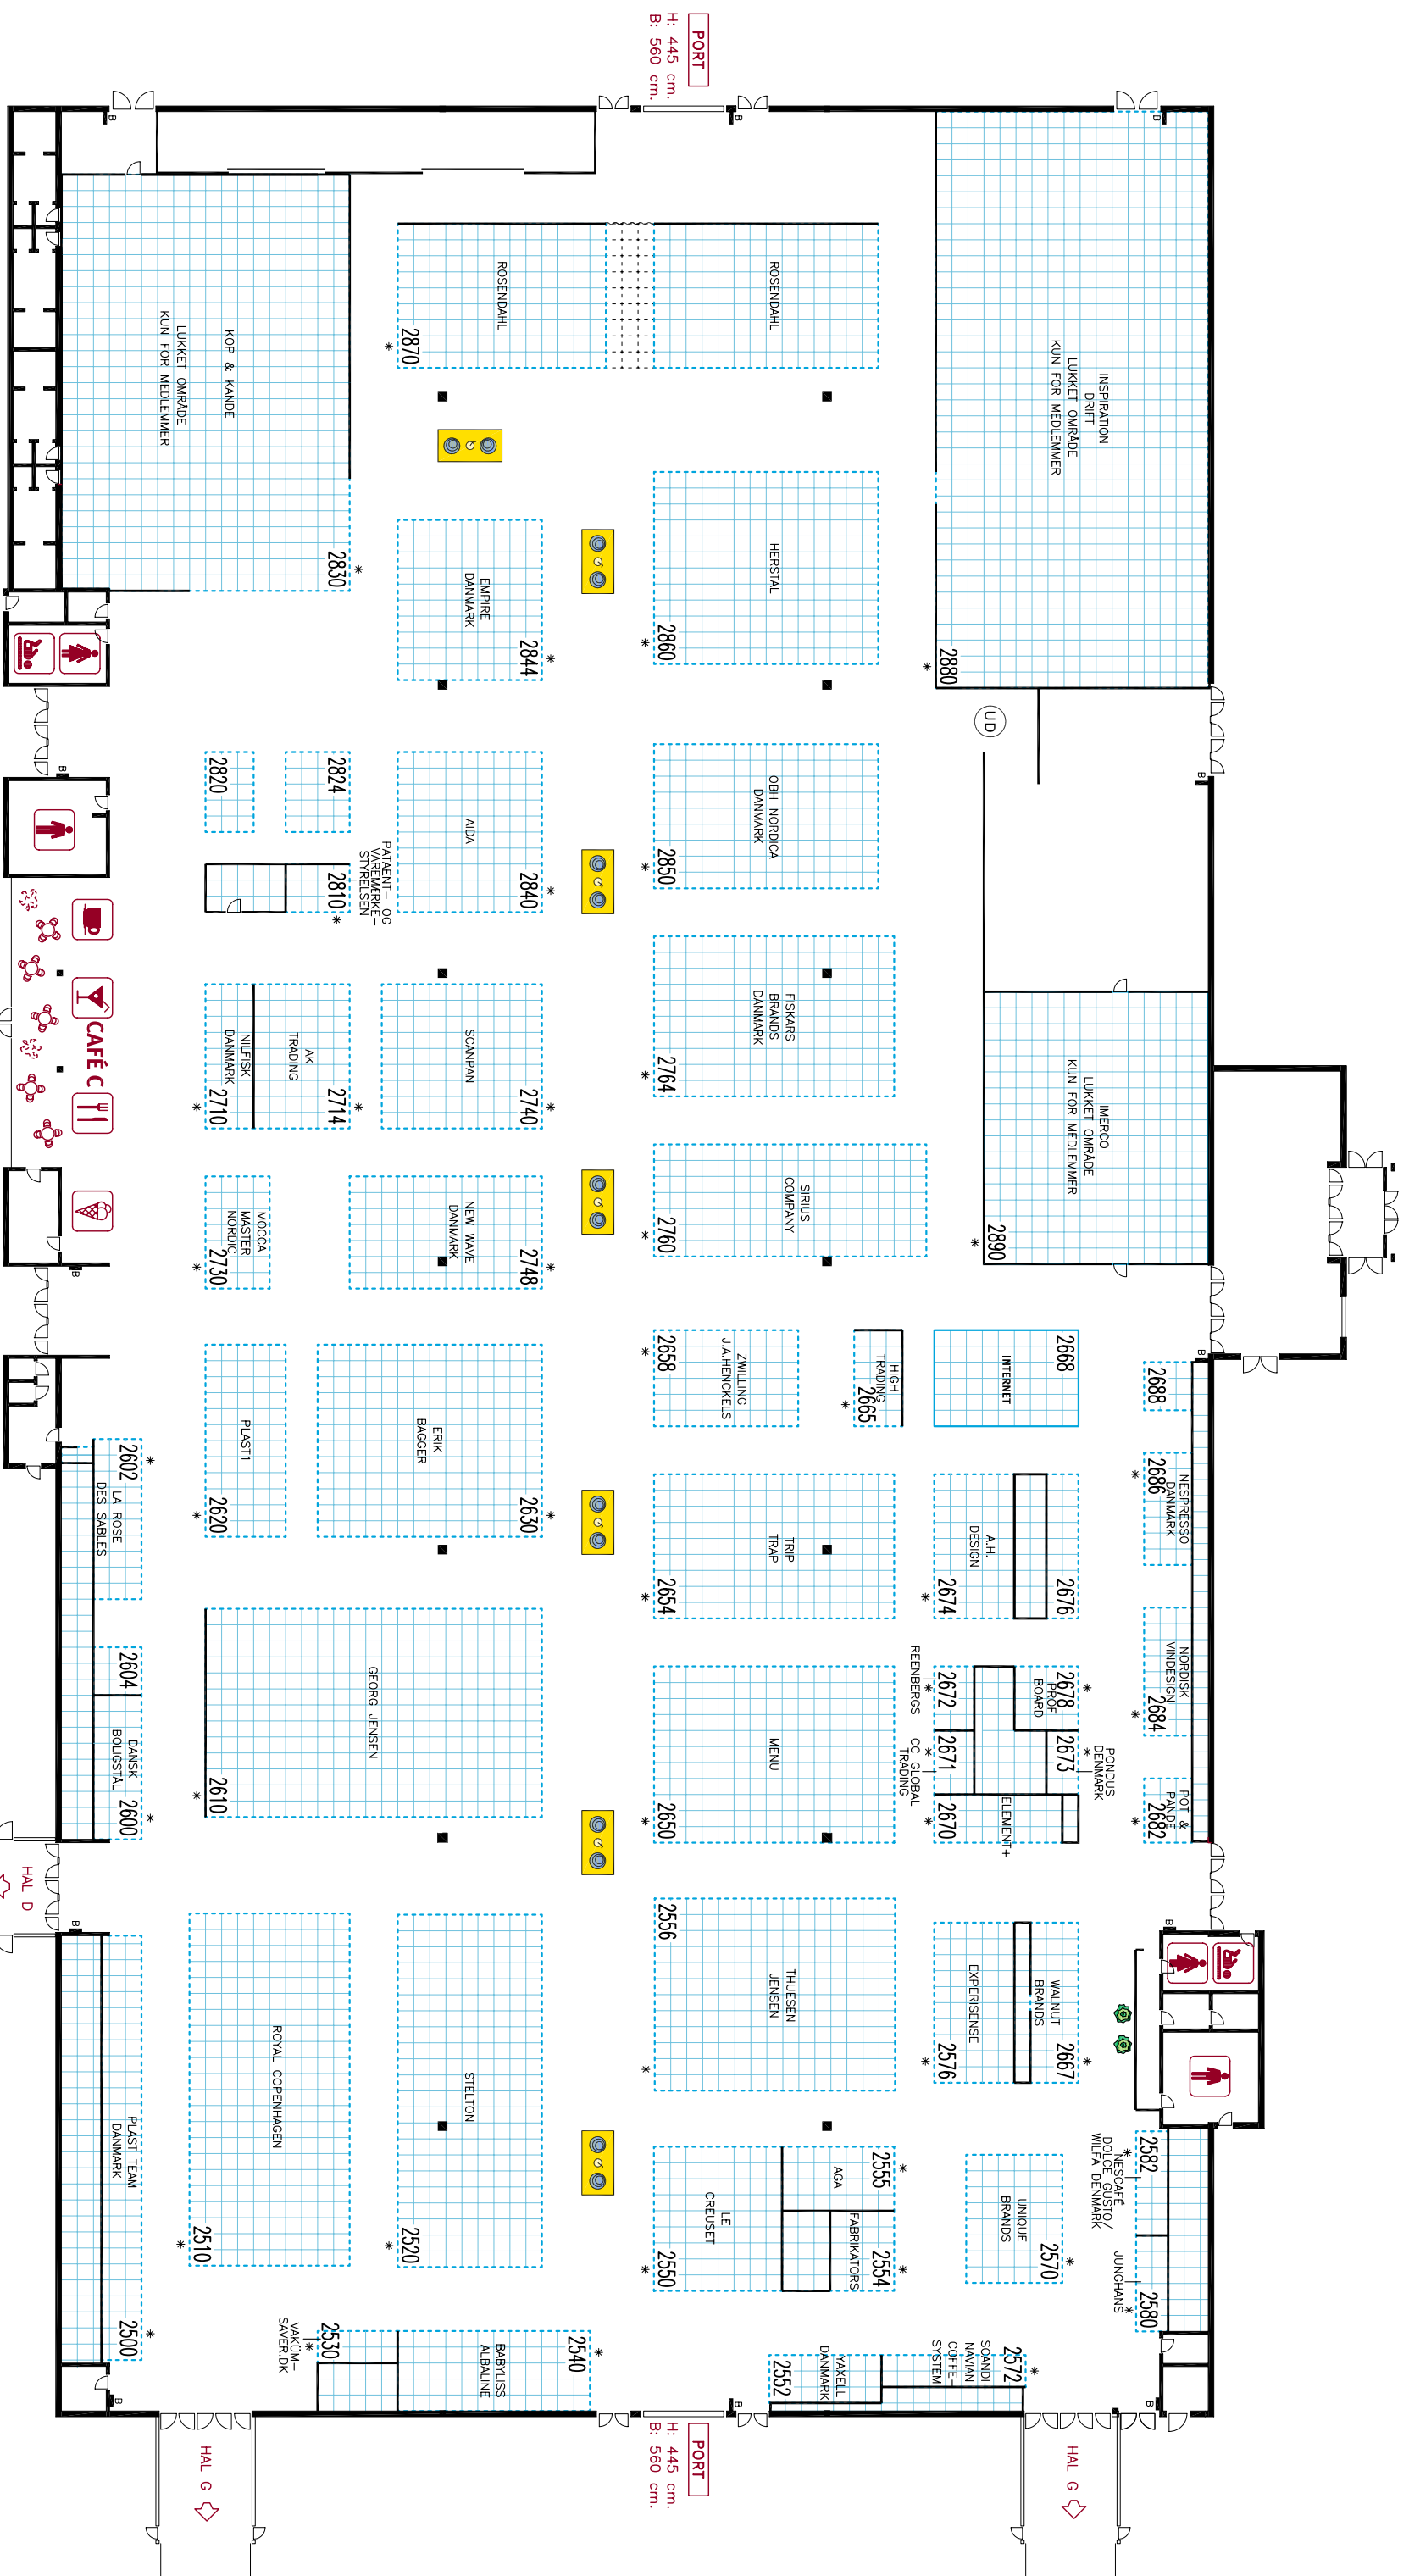 PORT
H: 445 cm.
B: 560 cm.
B
B
B
INSPIRATION
DRIFT
LUKKET OMRÅDE
KUN FOR MEDLEMMER
2880
ROSENDAHL
ROSENDAHL
2870
KOP & KANDE
LUKKET OMRÅDE
KUN FOR MEDLEMMER
2830
HERSTAL
2860
EMPIRE
DANMARK
2844
UD
B
B
OBH NORDICA
DANMARK
2850
AIDA
2840
2824
2820
PATAENT- OG
VAREMÆRKE-
STYRELSEN
2810
FISKARS
BRANDS
DANMARK
2764
SCANPAN
2740
AK
TRADING
2714
NILFISK
DANMARK
2710
CAFÉ C
IMERCO
LUKKET OMRÅDE
KUN FOR MEDLEMMER
2890
SIRIUS
COMPANY
2760
NEW WAVE
DANMARK
2748
MOCCA
MASTER
NORDIC
2730
B
B
2688
2668
INTERNET
HIGH
TRADING
2665
ZWILLING
J.A.HENCKELS
2658
ERIK
BAGGER
2630
PLAST1
2620
NESPRESSO
DANMARK
2686
A.H.
DESIGN
2676
2674
TRIP
TRAP
2654
2602
LA ROSE
DES SABLES
NORDISK
VINDESIGN
2684
2678
PROF
BOARD
2672
REENBERGS
PONDUS
DENMARK
2673
2671
CC GLOBAL
TRADING
ELEMENT+
2670
POT &
PANDE
2682
MENU
2650
GEORG JENSEN
2610
2604
DANSK
BOLIGSTÅL
2600
HAL D
B
B
WALNUT
BRANDS
2667
EXPERISENSE
2576
2556
THUESEN
JENSEN
STELTON
2520
ROYAL COPENHAGEN
2510
PLAST TEAM
DANMARK
2500
2582
NESCAFÉ
DOLCE GUSTO/
WILFA DENMARK
JUNGHANS
2580
UNIQUE
BRANDS
2570
2555
AGA
FABRIKATORS
2554
LE
CREUSET
2550
2572
SCANDI-
NAVIAN
COFFE-
SYSTEM
YAXELL
DANMARK
2552
2540
BABYLISS
ALBALINE
2530
VAKUM-
SAVER.DK
B
B
B
PORT
H: 445 cm.
B: 560 cm.
HAL G
HAL G